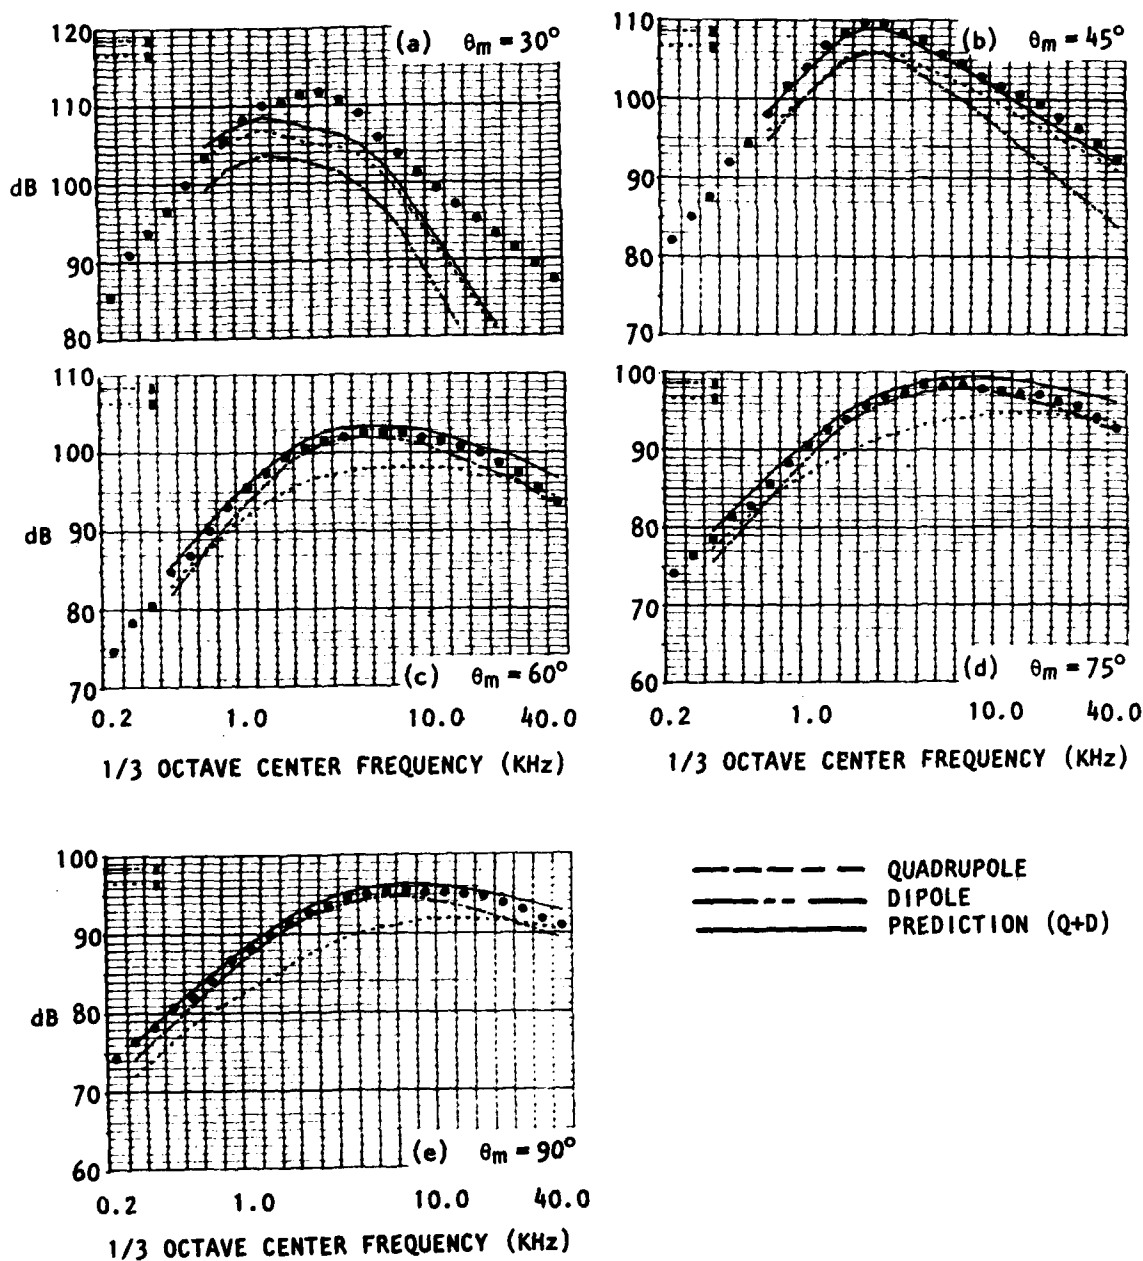 120
110
100
90
80
dB
(a) θm = 30°
110
100
90
80
70
(b) θm = 45°
110
100
90
80
70
dB
(c) θm = 60°
0.2 1.0 10.0 40.0
1/3 OCTAVE CENTER FREQUENCY (KHz)
100
90
80
70
60
(d) θm = 75°
0.2 1.0 10.0 40.0
1/3 OCTAVE CENTER FREQUENCY (KHz)
100
90
80
70
60
dB
(e) θm = 90°
0.2 1.0 10.0 40.0
1/3 OCTAVE CENTER FREQUENCY (KHz)
QUADRUPOLE
DIPOLE
PREDICTION (Q+D)